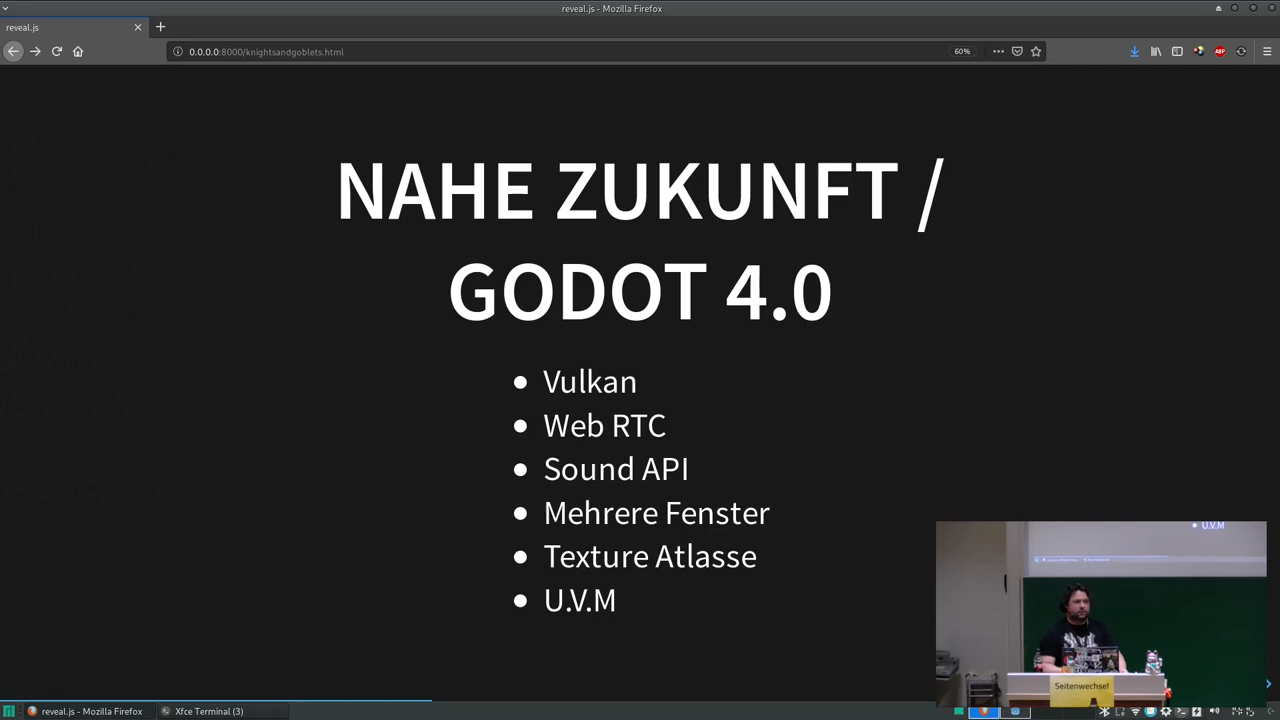 reveal.js - Mozilla Firefox
reveal.js
0.0.0.0:8000/knightsandgoblets.html
60%
ABP
NAHE ZUKUNFT /
GODOT 4.0
Vulkan
Web RTC
Sound API
Mehrere Fenster
Texture Atlasse
U.V.M
U.V.M
Seitenwechsel
reveal.js - Mozilla Firefox
Xfce Terminal (3)